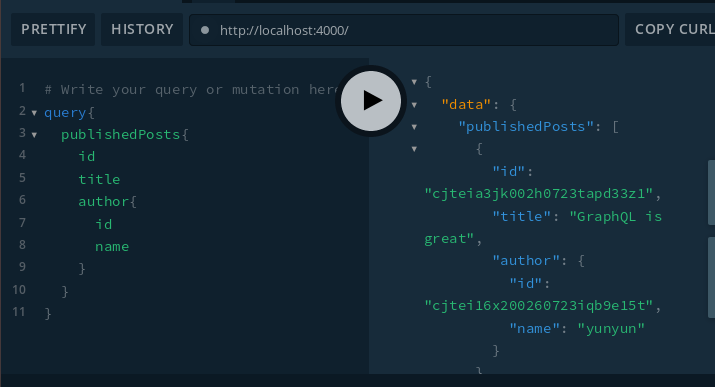 PRETTIFY HISTORY http://localhost:4000/ COPY CURL
1 # Write your query or mutation here
2 query{
3 publishedPosts{
4 id
5 title
6 author{
7 id
8 name
9 }
10 }
11 }
{
"data": {
"publishedPosts": [
{
"id":
"cjteia3jk002h0723tapd33z1",
"title": "GraphQL is
great",
"author": {
"id":
"cjtei16x200260723iqb9e15t",
"name": "yunyun"
}
}